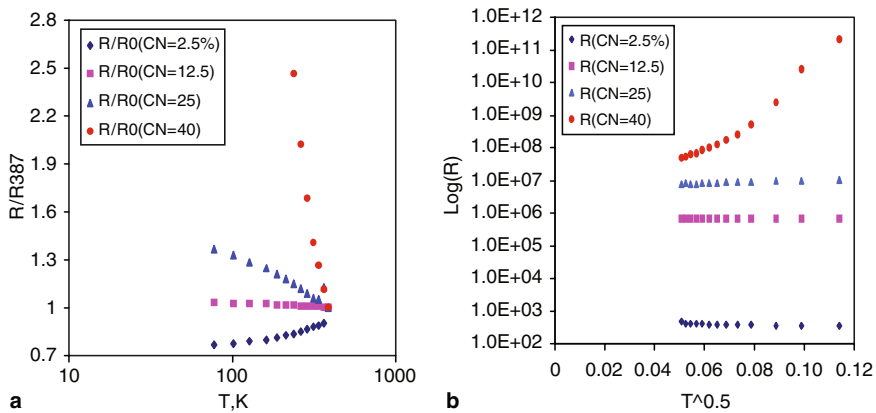 2.8
2.5
2.2
1.9
1.6
1.3
1
0.7
R/R387
R/R0(CN=2.5%)
R/R0(CN=12.5)
R/R0(CN=25)
R/R0(CN=40)
10
100
1000
T,K
a
1.0E+12
1.0E+11
1.0E+10
1.0E+09
1.0E+08
1.0E+07
1.0E+06
1.0E+05
1.0E+04
1.0E+03
1.0E+02
Log(R)
R(CN=2.5%)
R(CN=12.5)
R(CN=25)
R(CN=40)
0
0.02
0.04
0.06
0.08
0.10
0.12
T^0.5
b